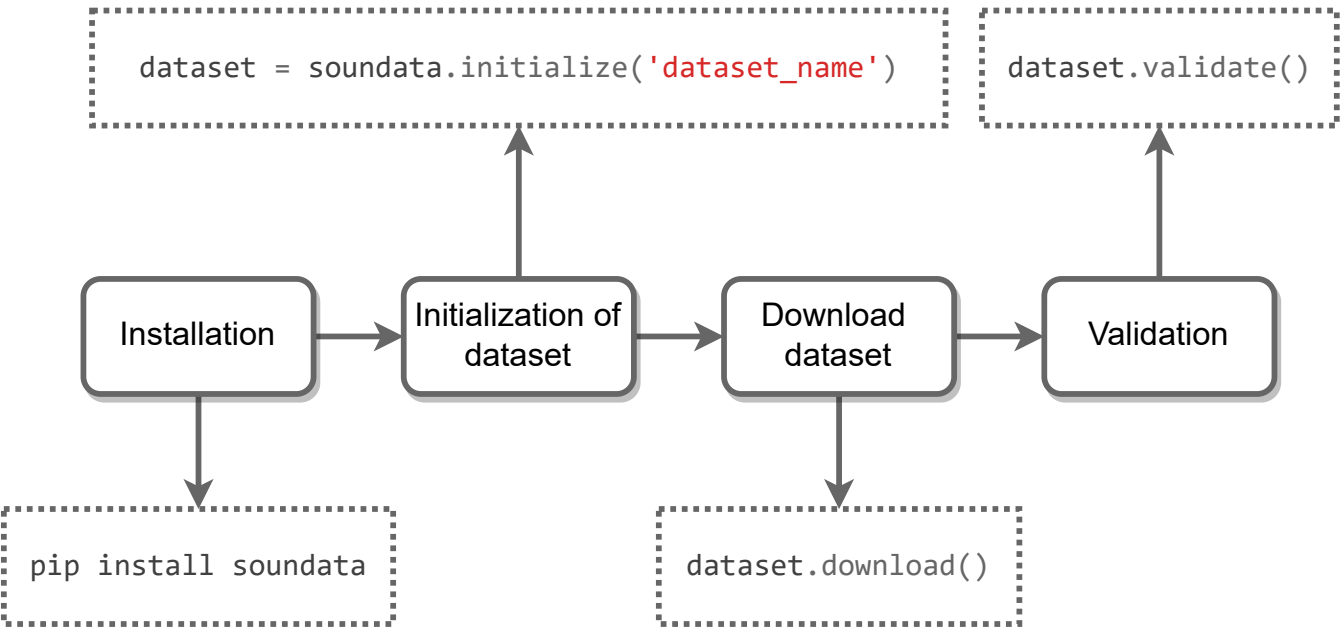 dataset = soundata.initialize('dataset_name')
dataset.validate()
Installation
Initialization of
dataset
Download
dataset
Validation
pip install soundata
dataset.download()